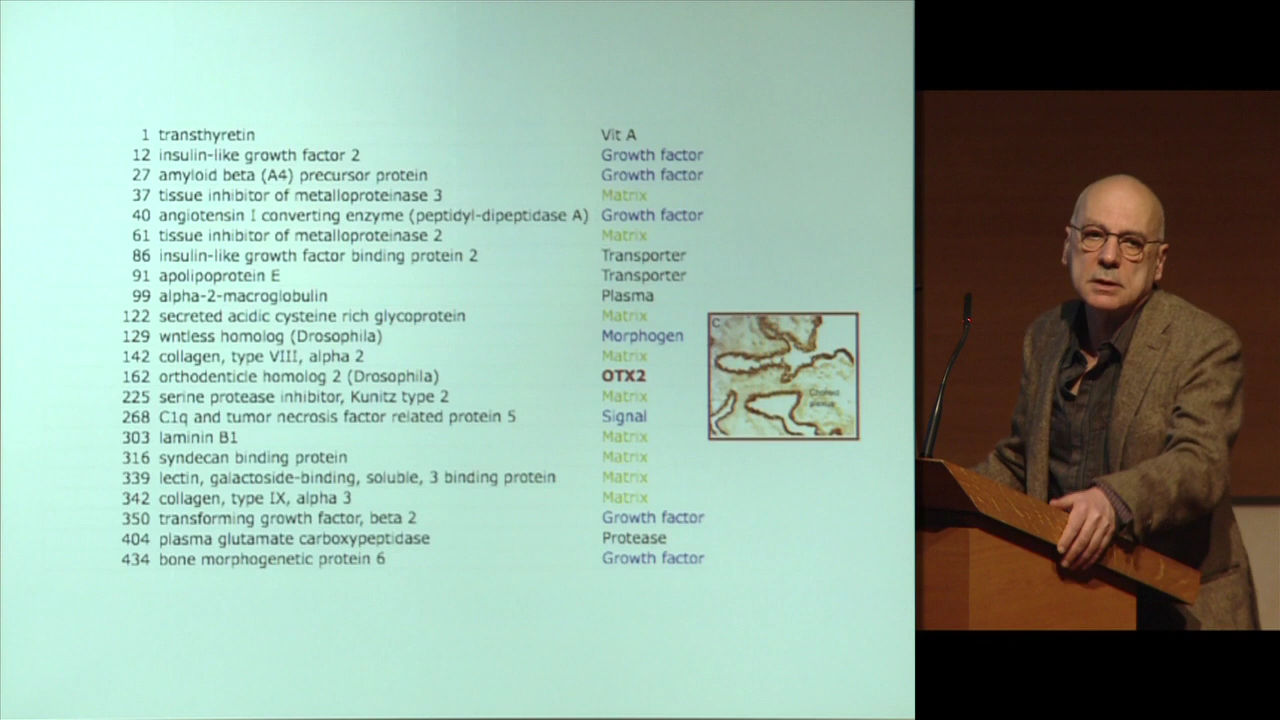 1 transthyretin Vit A
12 insulin-like growth factor 2 Growth factor
27 amyloid beta (A4) precursor protein Growth factor
37 tissue inhibitor of metalloproteinase 3 Matrix
40 angiotensin I converting enzyme (peptidyl-dipeptidase A) Growth factor
61 tissue inhibitor of metalloproteinase 2 Matrix
86 insulin-like growth factor binding protein 2 Transporter
91 apolipoprotein E Transporter
99 alpha-2-macroglobulin Plasma
122 secreted acidic cysteine rich glycoprotein Matrix
129 wntless homolog (Drosophila) Morphogen
142 collagen, type VIII, alpha 2 Matrix
162 orthodenticle homolog 2 (Drosophila) OTX2
225 serine protease inhibitor, Kunitz type 2 Matrix
268 C1q and tumor necrosis factor related protein 5 Signal
303 laminin B1 Matrix
316 syndecan binding protein Matrix
339 lectin, galactoside-binding, soluble, 3 binding protein Matrix
342 collagen, type IX, alpha 3 Matrix
350 transforming growth factor, beta 2 Growth factor
404 plasma glutamate carboxypeptidase Protease
434 bone morphogenetic protein 6 Growth factor
C
Choroid
plexus